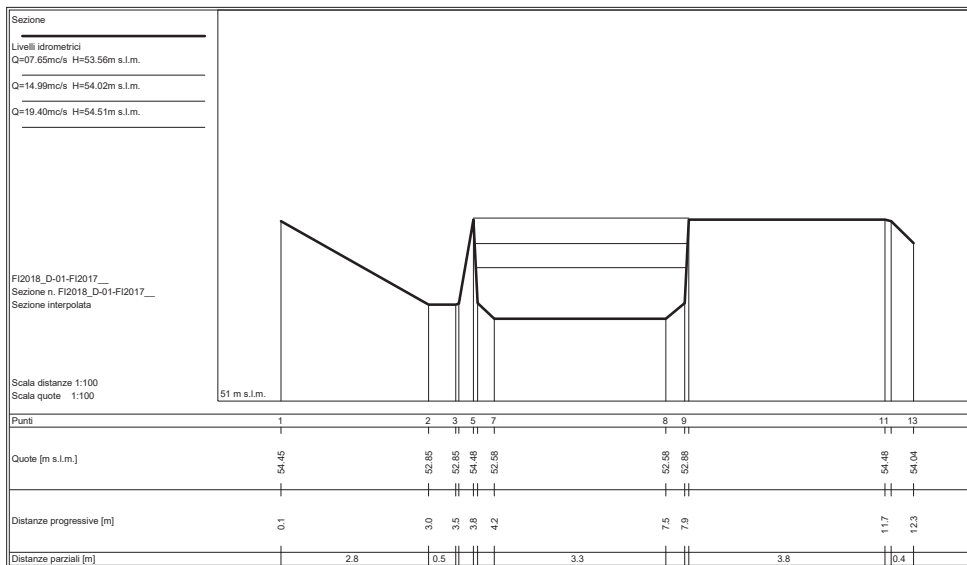 Sezione
Livelli idrometrici
Q=07.65mc/s H=53.56m s.l.m.
Q=14.99mc/s H=54.02m s.l.m.
Q=19.40mc/s H=54.51m s.l.m.
FI2018_D-01-FI2017__
Sezione n. FI2018_D-01-FI2017__
Sezione interpolata
Scala distanze 1:100
Scala quote 1:100
51 m s.l.m.
Punti 1 2 3 5 7 8 9 11 13
Quote [m s.l.m.] 54.45 52.85 52.85 54.48 52.58 52.58 52.88 54.48 54.04
Distanze progressive [m] 0.1 3.0 3.5 3.8 4.2 7.5 7.9 11.7 12.3
Distanze parziali [m] 2.8 0.5 3.3 3.8 0.4